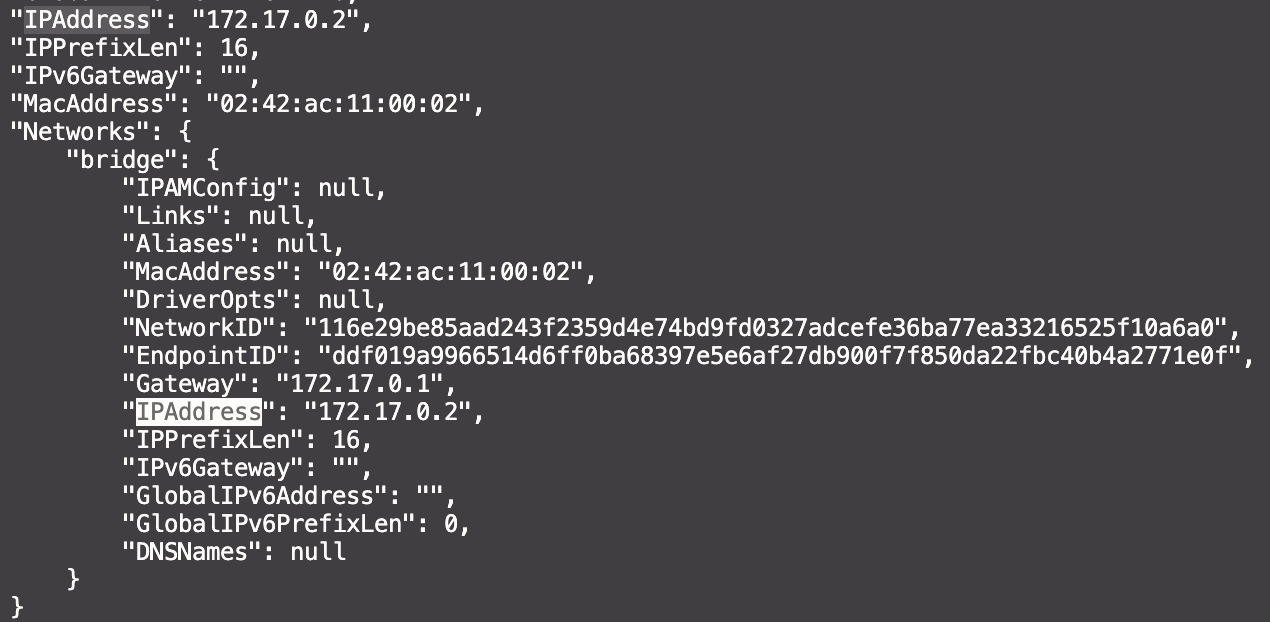 "IPAddress": "172.17.0.2",
"IPPrefixLen": 16,
"IPv6Gateway": "",
"MacAddress": "02:42:ac:11:00:02",
"Networks": {
    "bridge": {
        "IPAMConfig": null,
        "Links": null,
        "Aliases": null,
        "MacAddress": "02:42:ac:11:00:02",
        "DriverOpts": null,
        "NetworkID": "116e29be85aad243f2359d4e74bd9fd0327adcefe36ba77ea33216525f10a6a0",
        "EndpointID": "ddf019a9966514d6ff0ba68397e5e6af27db900f7f850da22fbc40b4a2771e0f",
        "Gateway": "172.17.0.1",
        "IPAddress": "172.17.0.2",
        "IPPrefixLen": 16,
        "IPv6Gateway": "",
        "GlobalIPv6Address": "",
        "GlobalIPv6PrefixLen": 0,
        "DNSNames": null
    }
}